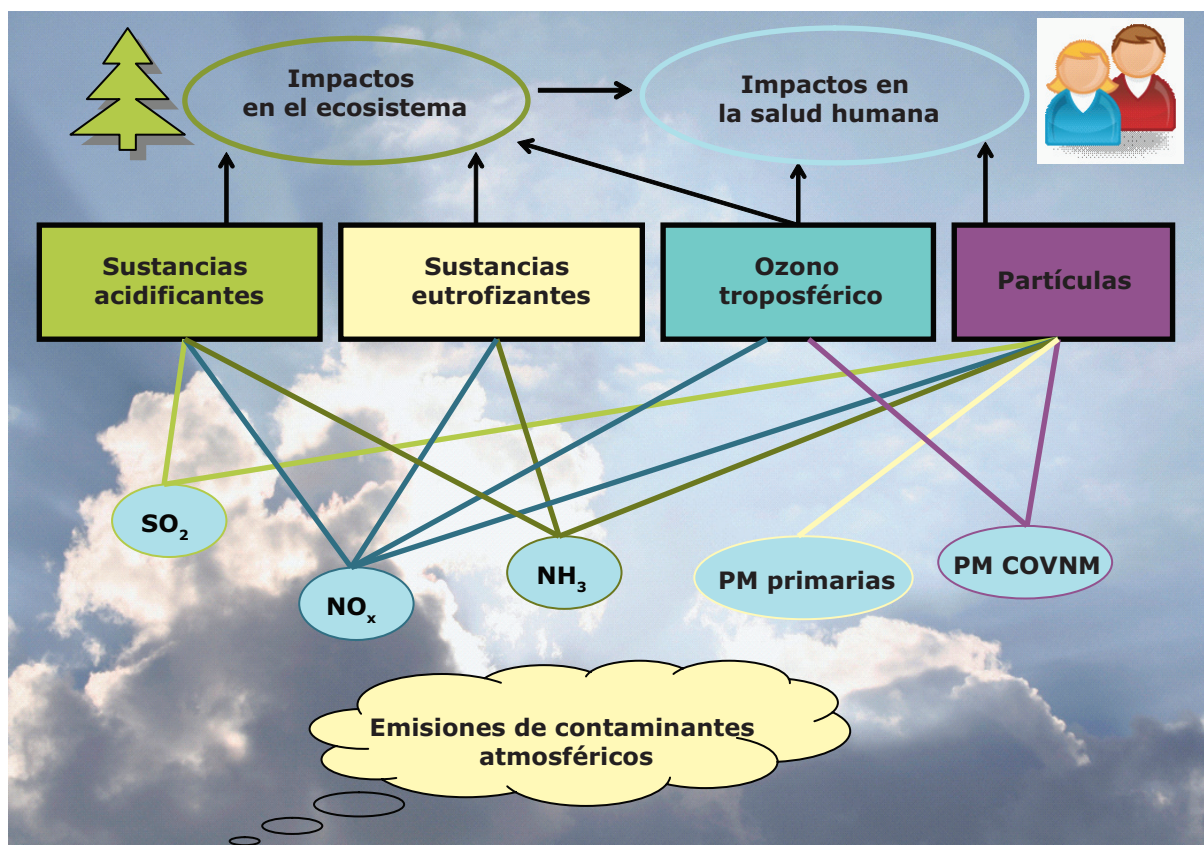 Impactos
en el ecosistema
Impactos en
la salud humana
Sustancias
acidificantes
Sustancias
eutrofizantes
Ozono
troposférico
Partículas
SO₂
NOₓ
NH₃
PM primarias
PM COVNM
Emisiones de contaminantes
atmosféricos